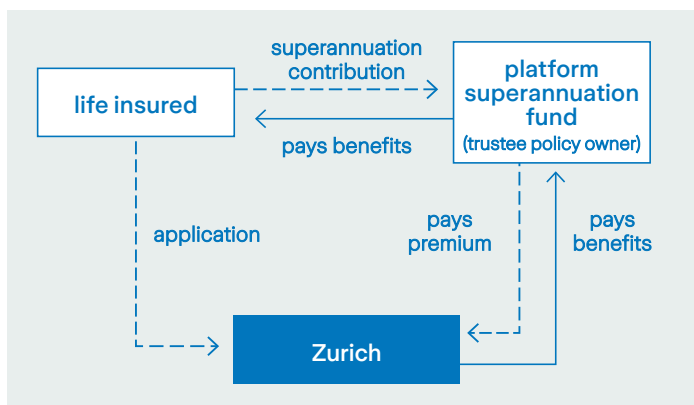 superannuation
contribution
life insured
platform
superannuation
fund
(trustee policy owner)
pays benefits
application
pays
premium
pays
benefits
Zurich